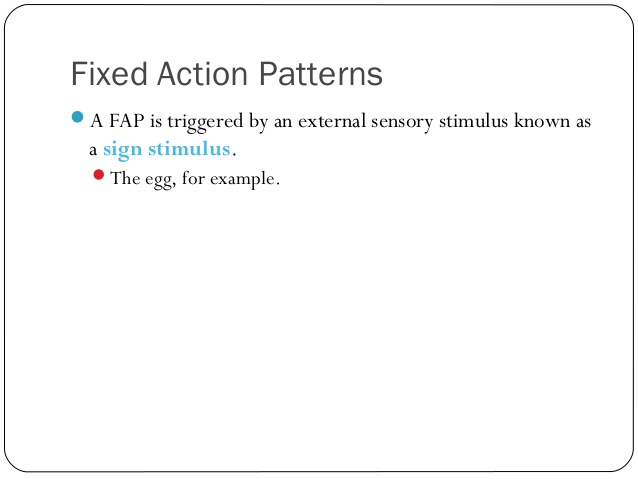 Fixed Action Patterns
A FAP is triggered by an external sensory stimulus known as
a sign stimulus.
The egg, for example.